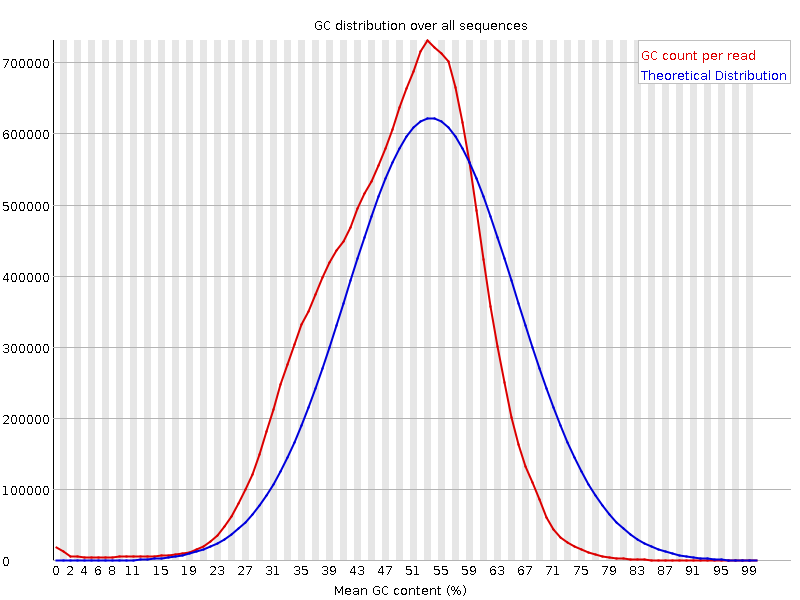 GC distribution over all sequences
GC count per read
Theoretical Distribution
700000
600000
500000
400000
300000
200000
100000
0
0 2 4 6 8 11 15 19 23 27 31 35 39 43 47 51 55 59 63 67 71 75 79 83 87 91 95 99
Mean GC content (%)